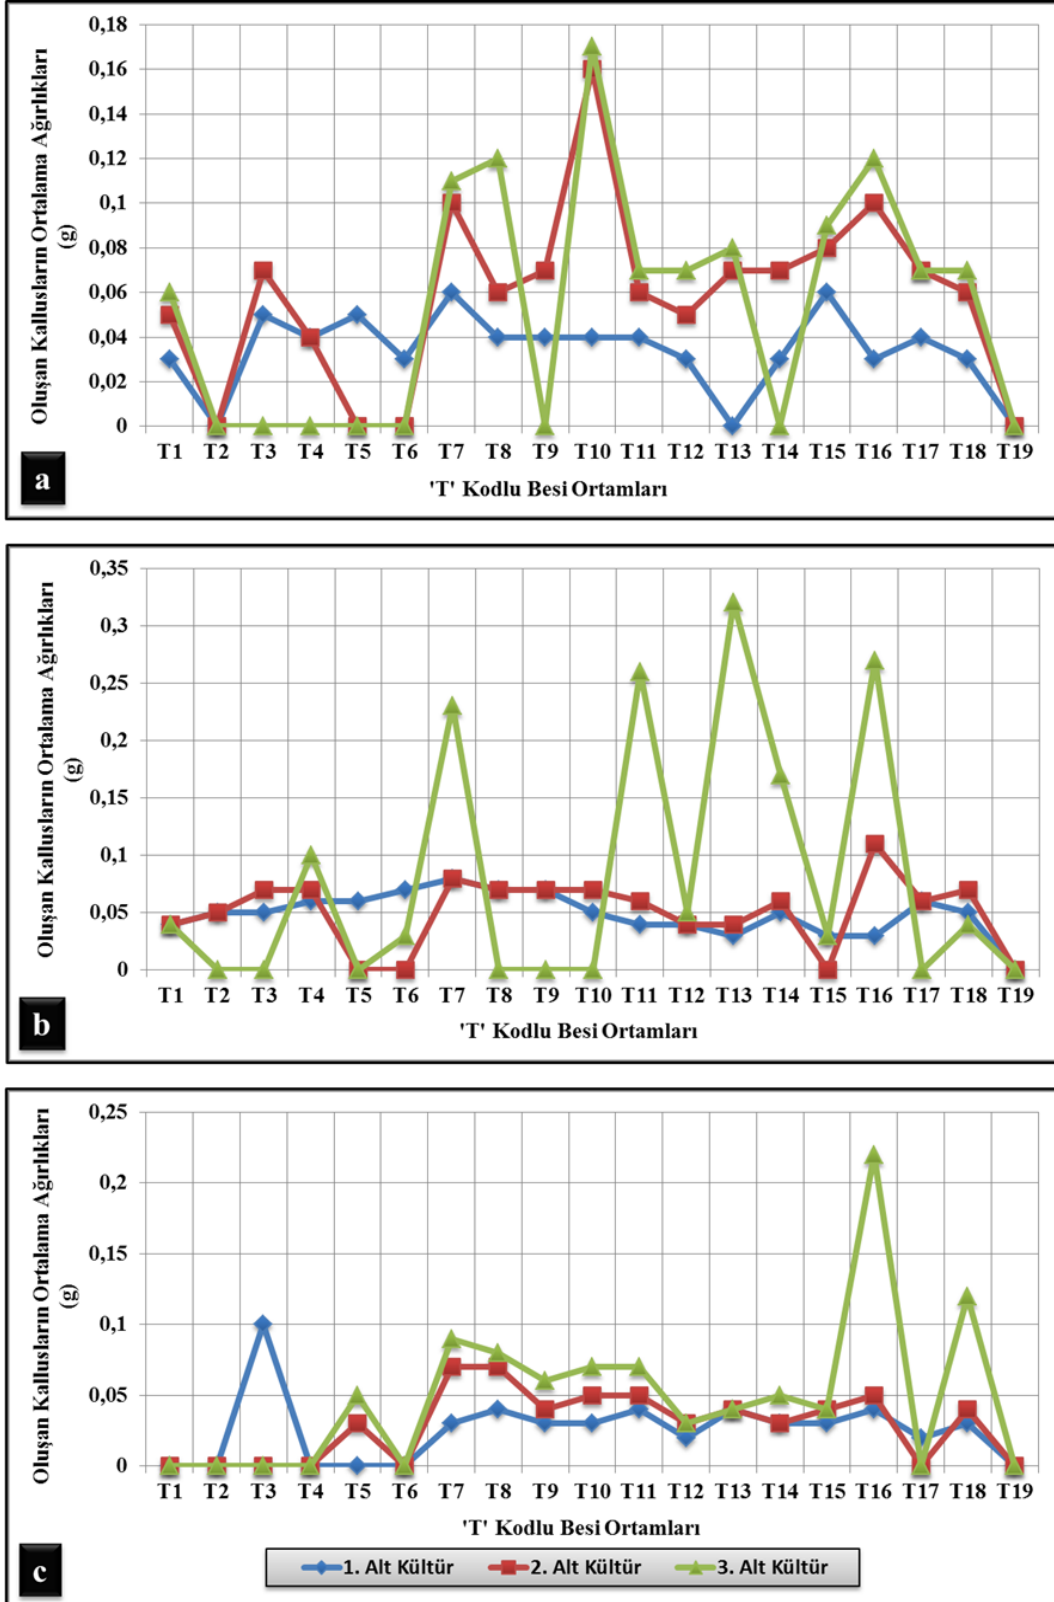 Oluşan Kallusların Ortalama Ağırlıkları
(g)
0,18
0,16
0,14
0,12
0,1
0,08
0,06
0,04
0,02
0
T1 T2 T3 T4 T5 T6 T7 T8 T9 T10 T11 T12 T13 T14 T15 T16 T17 T18 T19
'T' Kodlu Besi Ortamları
a
Oluşan Kallusların Ortalama Ağırlıkları
(g)
0,35
0,3
0,25
0,2
0,15
0,1
0,05
0
T1 T2 T3 T4 T5 T6 T7 T8 T9 T10 T11 T12 T13 T14 T15 T16 T17 T18 T19
'T' Kodlu Besi Ortamları
b
Oluşan Kallusların Ortalama Ağırlıkları
(g)
0,25
0,2
0,15
0,1
0,05
0
T1 T2 T3 T4 T5 T6 T7 T8 T9 T10 T11 T12 T13 T14 T15 T16 T17 T18 T19
'T' Kodlu Besi Ortamları
c
1. Alt Kültür 2. Alt Kültür 3. Alt Kültür